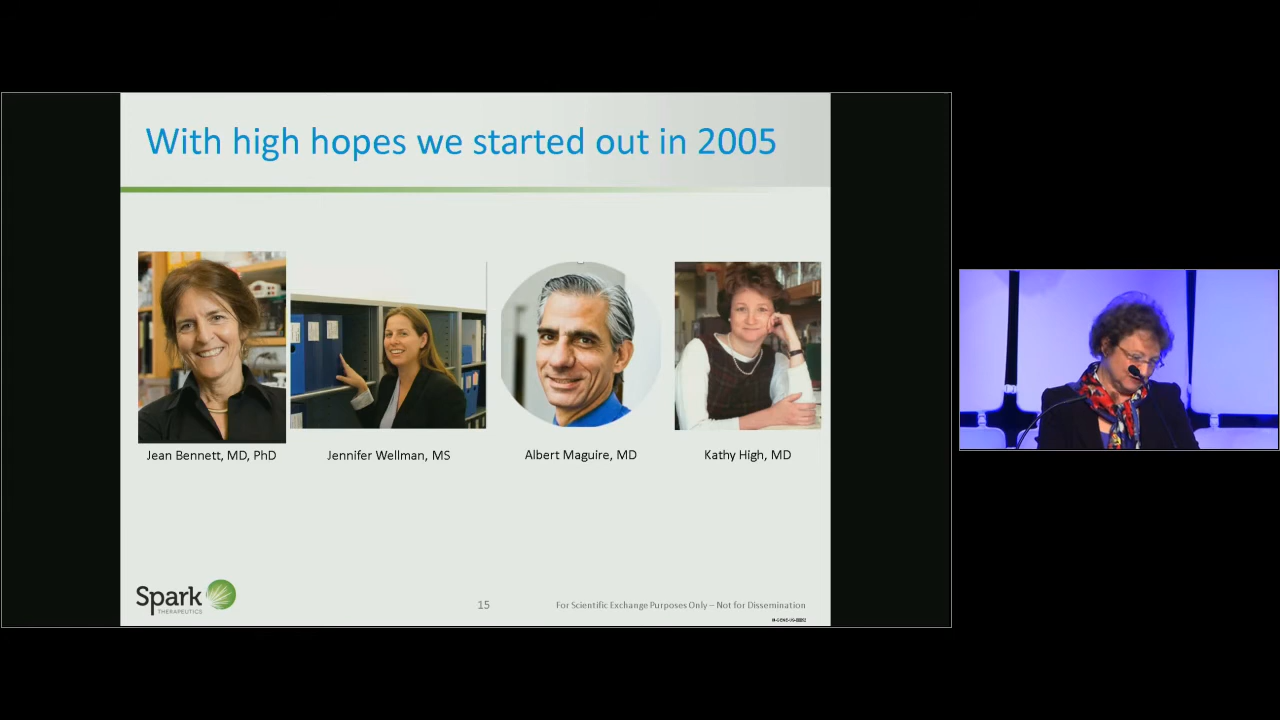 With high hopes we started out in 2005
Jean Bennett, MD, PhD
Jennifer Wellman, MS
Albert Maguire, MD
Kathy High, MD
Spark
THERAPEUTICS
15
For Scientific Exchange Purposes Only – Not for Dissemination